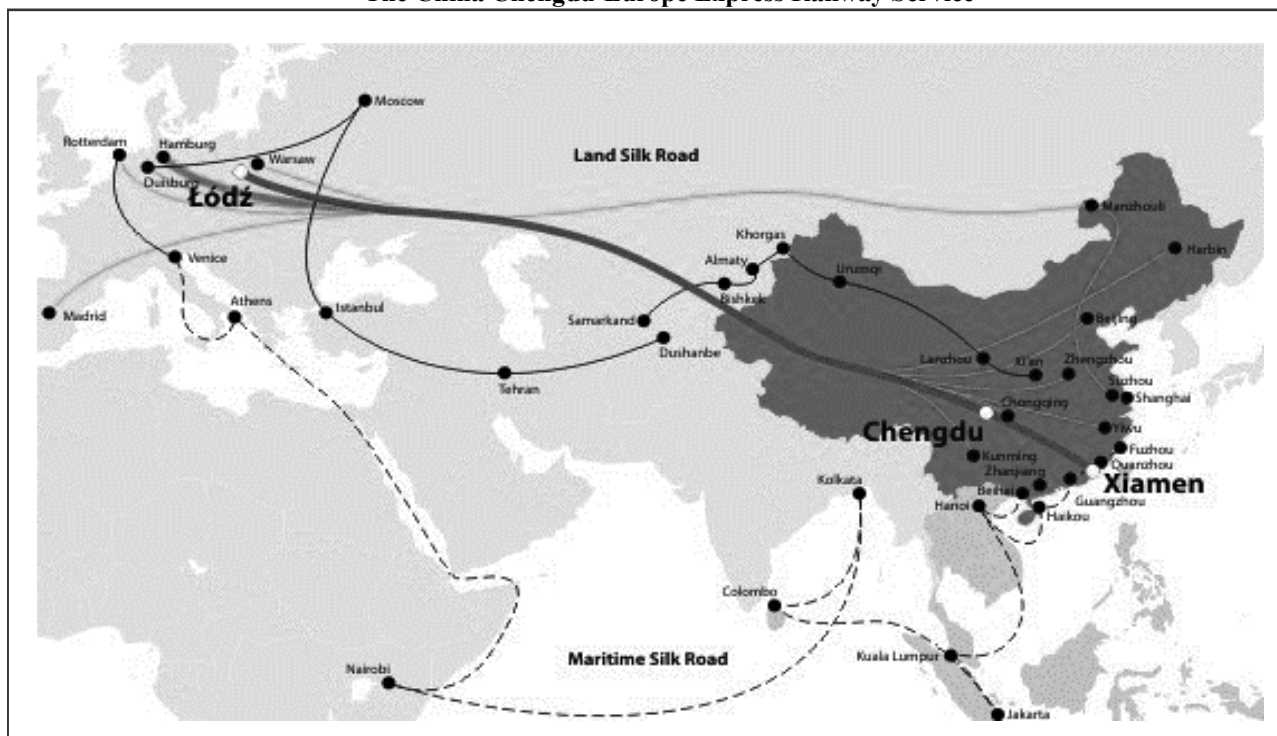 The China Chengdu-Europe Express Railway Service
Moscow
Rotterdam
Hamburg
Warsaw
Duisburg
Łódź
Land Silk Road
Manzhouli
Khorgas
Harbin
Almaty
Urumqi
Venice
Bishkek
Athens
Istanbul
Madrid
Samarkand
Beijing
Dushanbe
Lanzhou
Xi'an
Zhengzhou
Tehran
Suzhou
Shanghai
Chongqing
Chengdu
Yiwu
Fuzhou
Kunming
Quanzhou
Zhanjiang
Xiamen
Kolkata
Beihai
Guangzhou
Hanoi
Haikou
Colombo
Maritime Silk Road
Kuala Lumpur
Nairobi
Jakarta